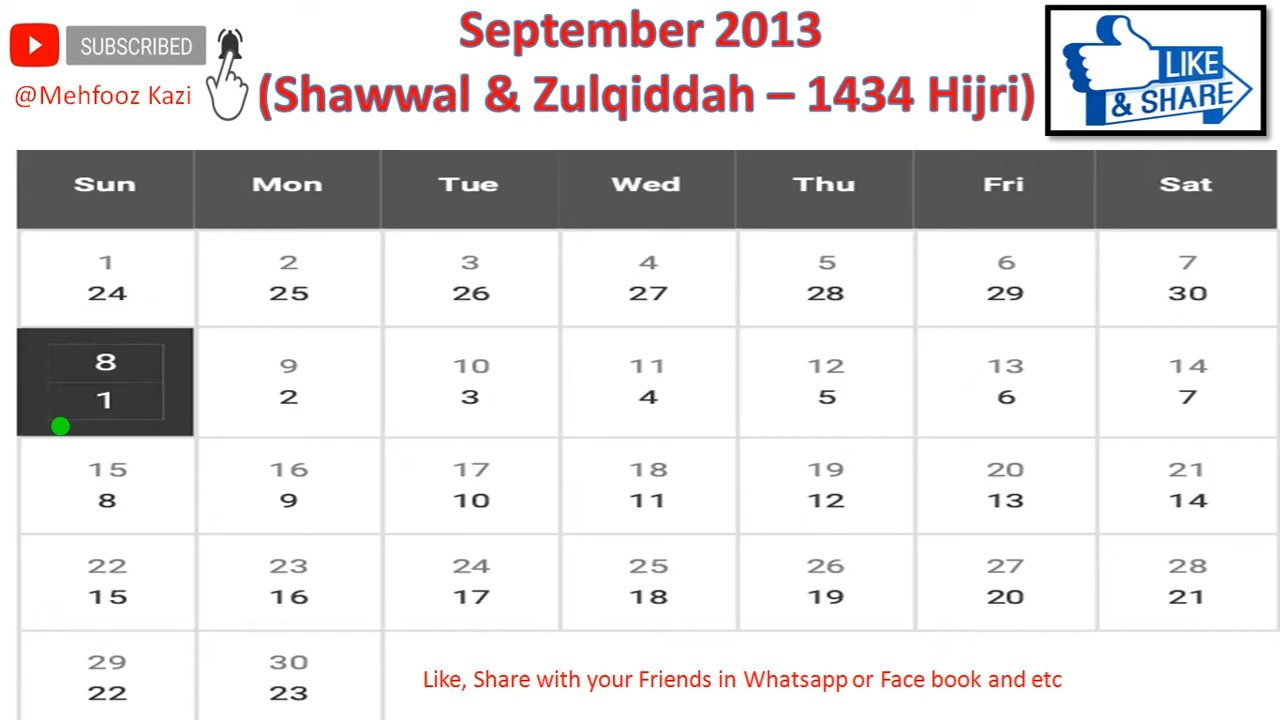 September 2013
SUBSCRIBED
@Mehfooz Kazi
(Shawwal & Zulqiddah – 1434 Hijri)
LIKE
& SHARE
Sun Mon Tue Wed Thu Fri Sat
1 2 3 4 5 6 7
24 25 26 27 28 29 30
8 9 10 11 12 13 14
1 2 3 4 5 6 7
15 16 17 18 19 20 21
8 9 10 11 12 13 14
22 23 24 25 26 27 28
15 16 17 18 19 20 21
29 30
22 23
Like, Share with your Friends in Whatsapp or Face book and etc